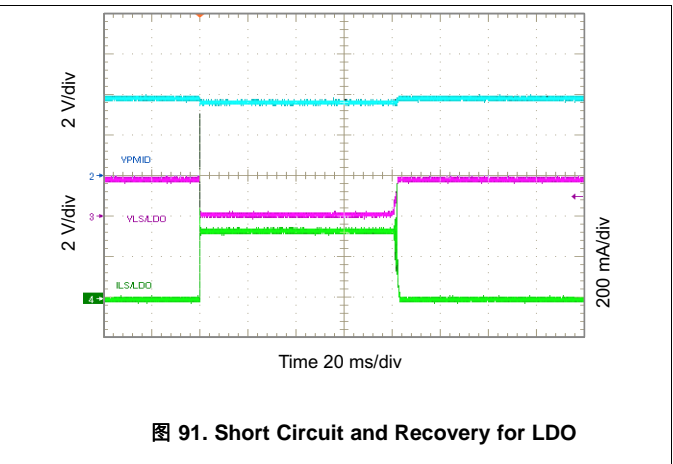 2 V/div
VPMID
2
2 V/div
3
VLS/LDO
200 mA/div
ILS/LDO
4
Time 20 ms/div
图 91. Short Circuit and Recovery for LDO